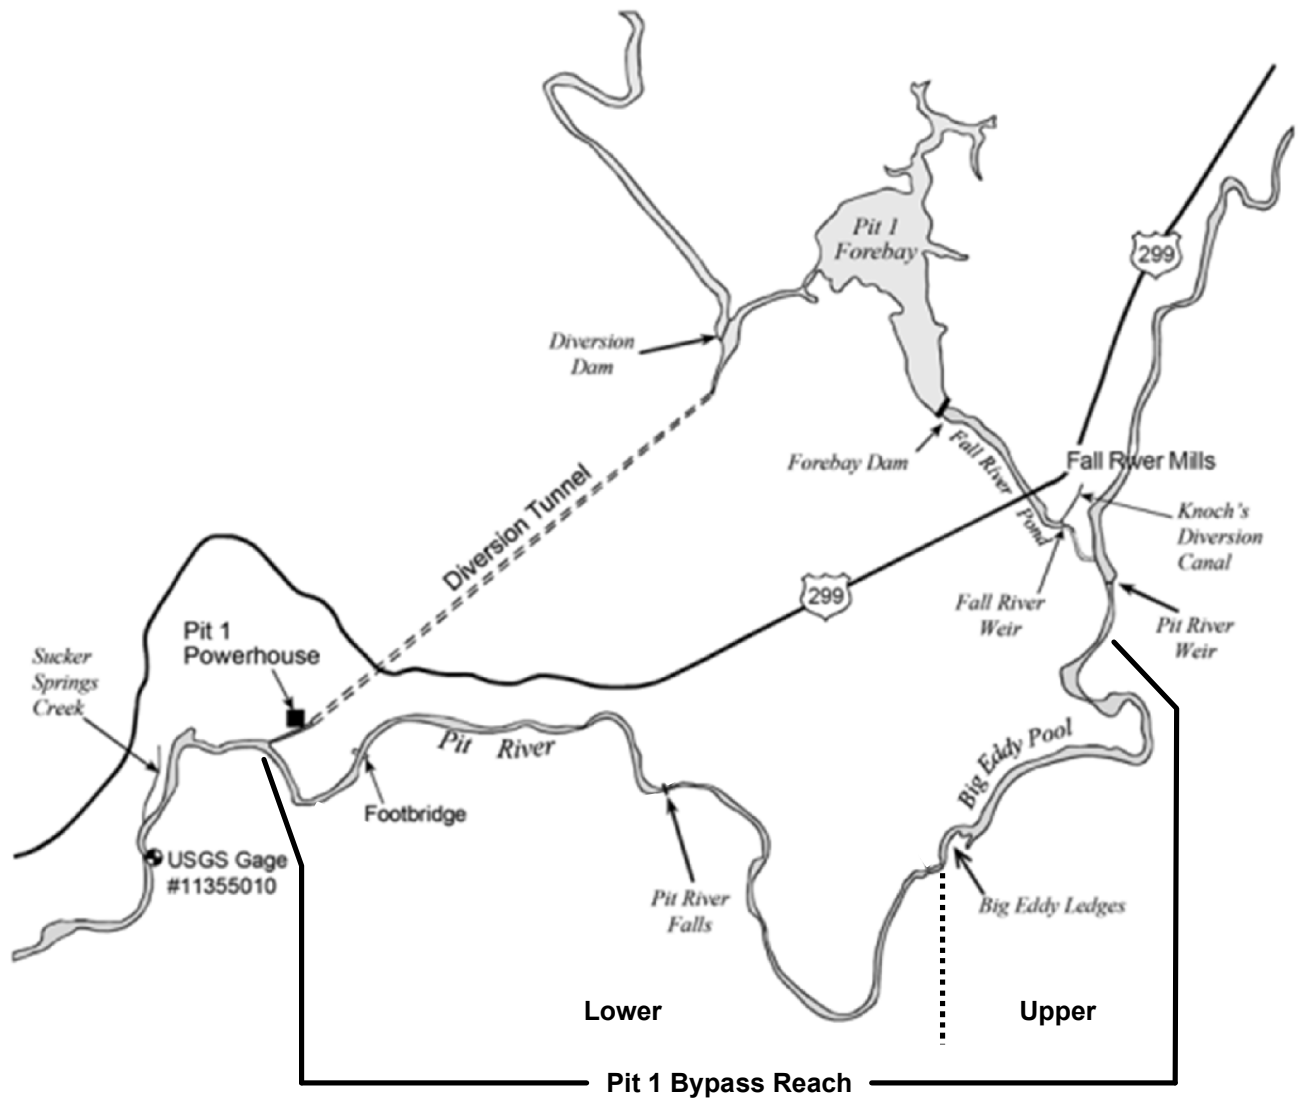 Pit 1
Forebay
299
Diversion
Dam
Forebay Dam
Fall River
Pond
Fall River Mills
Knoch's
Diversion
Canal
Diversion Tunnel
299
Fall River
Weir
Pit River
Weir
Pit 1
Powerhouse
Sucker
Springs
Creek
Pit River
Big Eddy Pool
Footbridge
USGS Gage
#11355010
Pit River
Falls
Big Eddy Ledges
Lower
Upper
Pit 1 Bypass Reach